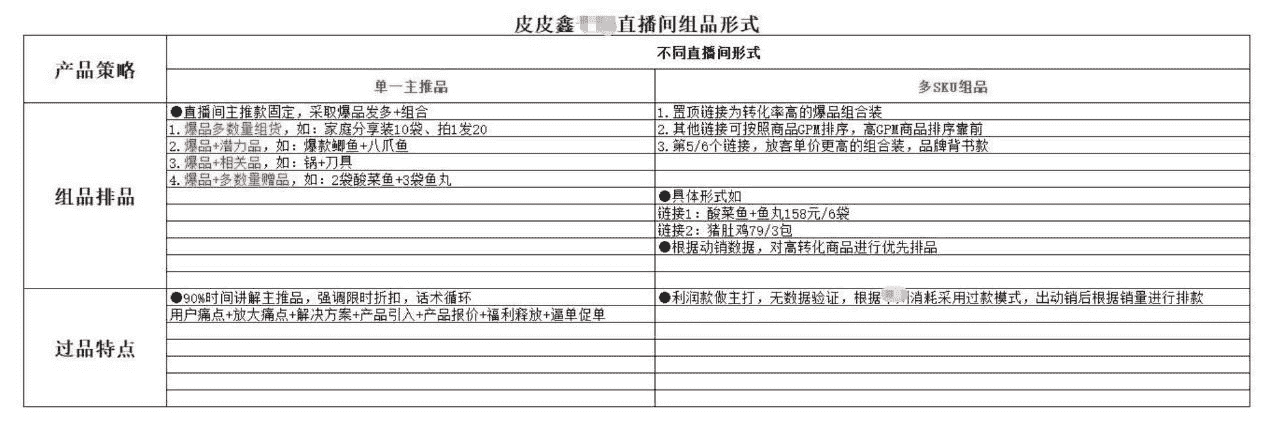 皮皮鑫 直播间组品形式
产品策略
不同直播间形式
单一主推品
多SKU组品
组品排品
●直播间主推款固定，采取爆品发多+组合
1.爆品多数量组货，如：家庭分享装10袋、拍1发20
2.爆品+潜力品，如：爆款鲫鱼+八爪鱼
3.爆品+相关品，如：锅+刀具
4.爆品+多数量赠品，如：2袋酸菜鱼+3袋鱼丸
1.置顶链接为转化率高的爆品组合装
2.其他链接可按照商品GPM排序，高GPM商品排序靠前
3.第5/6个链接，放客单价更高的组合装，品牌背书款
●具体形式如
链接1：酸菜鱼+鱼丸158元/6袋
链接2：猪肚鸡79/3包
●根据动销数据，对高转化商品进行优先排品
过品特点
●90%时间讲解主推品，强调限时折扣，话术循环
用户痛点+放大痛点+解决方案+产品引入+产品报价+福利释放+逼单促单
●利润款做主打，无数据验证，根据 消耗采用过款模式，出动销后根据销量进行排款